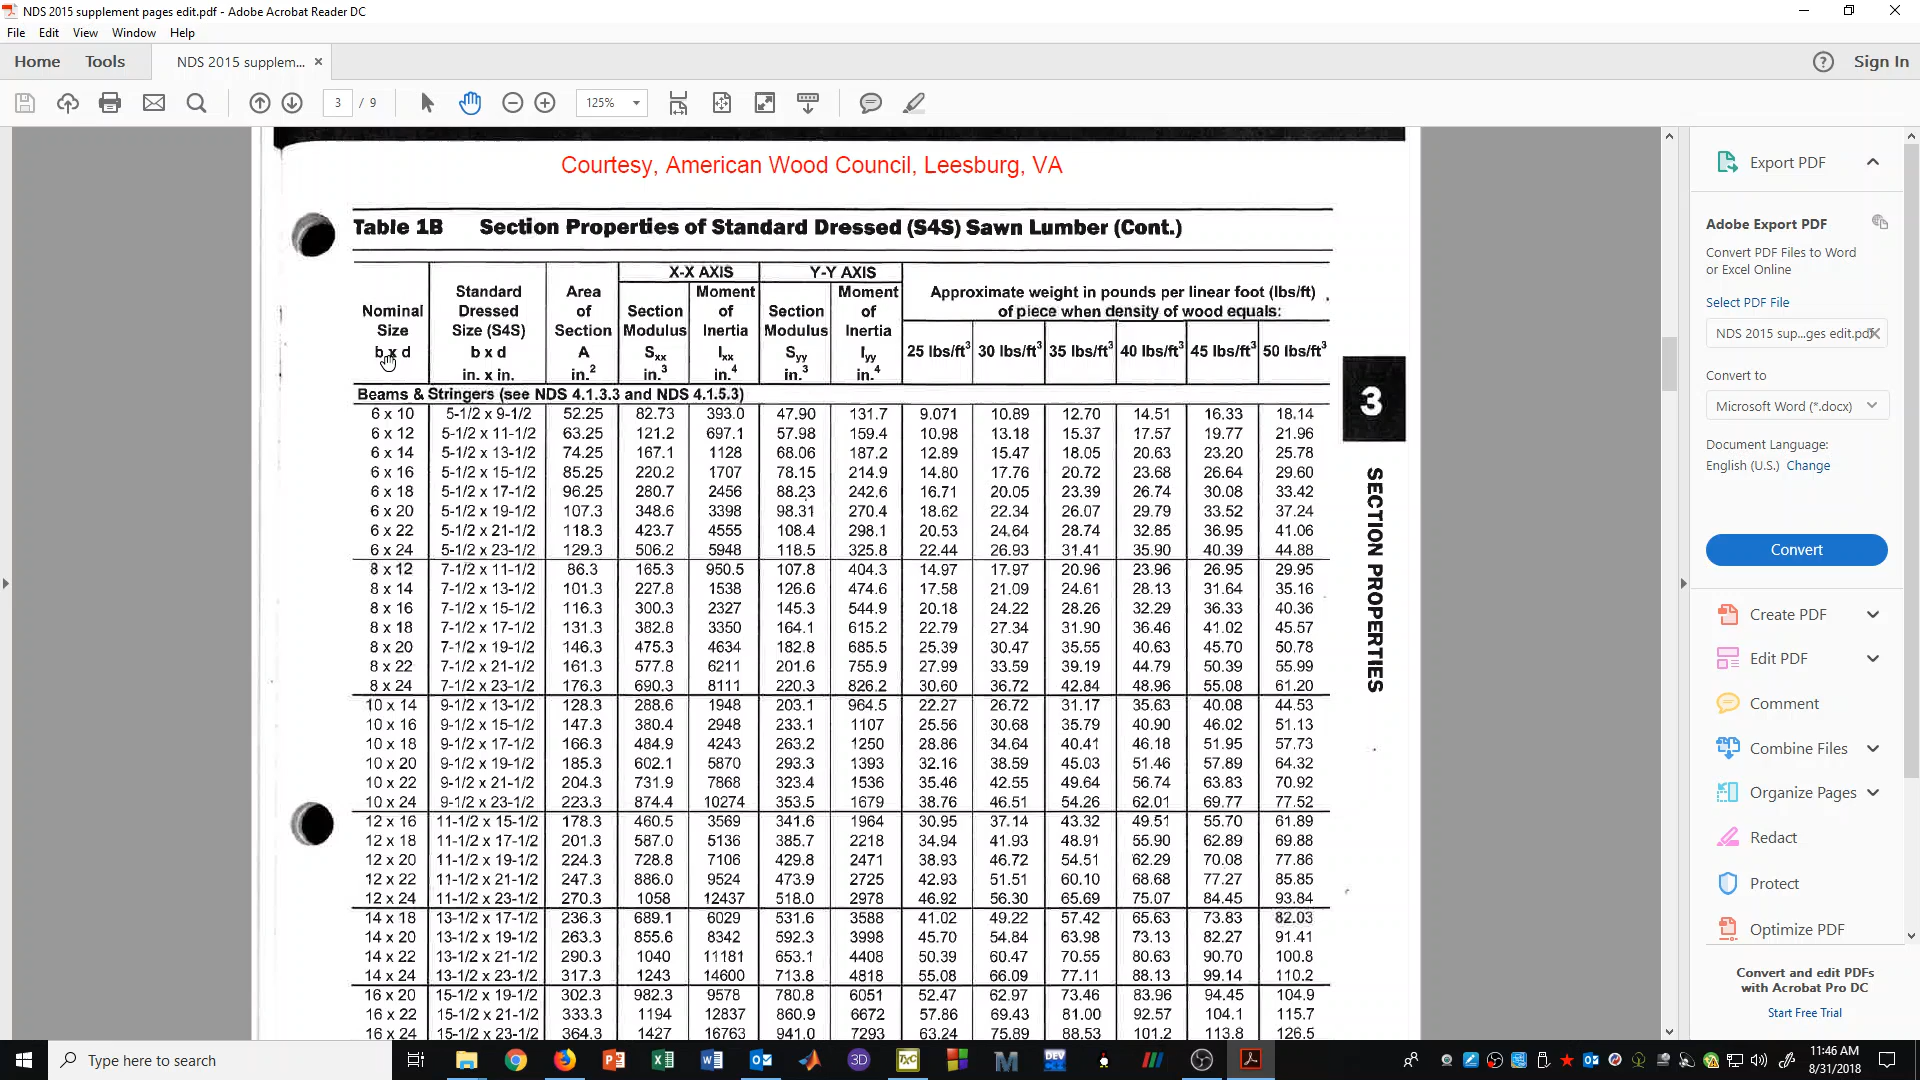 NDS 2015 supplement pages edit.pdf - Adobe Acrobat Reader DC
File Edit View Window Help
Home Tools NDS 2015 supplem... × Sign In
3 / 9 125%
Courtesy, American Wood Council, Leesburg, VA
Table 1B Section Properties of Standard Dressed (S4S) Sawn Lumber (Cont.)
X-X AXIS Y-Y AXIS
Standard Area Moment Moment Approximate weight in pounds per linear foot (lbs/ft)
Nominal Dressed of Section of Section of of piece when density of wood equals:
Size Size (S4S) Section Modulus Inertia Modulus Inertia
b x d b x d A Sxx Ixx Syy Iyy 25 lbs/ft³ 30 lbs/ft³ 35 lbs/ft³ 40 lbs/ft³ 45 lbs/ft³ 50 lbs/ft³
in. x in. in.² in.³ in.⁴ in.³ in.⁴
Beams & Stringers (see NDS 4.1.3.3 and NDS 4.1.5.3)
6 x 10 5-1/2 x 9-1/2 52.25 82.73 393.0 47.90 131.7 9.071 10.89 12.70 14.51 16.33 18.14
6 x 12 5-1/2 x 11-1/2 63.25 121.2 697.1 57.98 159.4 10.98 13.18 15.37 17.57 19.77 21.96
6 x 14 5-1/2 x 13-1/2 74.25 167.1 1128 68.06 187.2 12.89 15.47 18.05 20.63 23.20 25.78
6 x 16 5-1/2 x 15-1/2 85.25 220.2 1707 78.15 214.9 14.80 17.76 20.72 23.68 26.64 29.60
6 x 18 5-1/2 x 17-1/2 96.25 280.7 2456 88.23 242.6 16.71 20.05 23.39 26.74 30.08 33.42
6 x 20 5-1/2 x 19-1/2 107.3 348.6 3398 98.31 270.4 18.62 22.34 26.07 29.79 33.52 37.24
6 x 22 5-1/2 x 21-1/2 118.3 423.7 4555 108.4 298.1 20.53 24.64 28.74 32.85 36.95 41.06
6 x 24 5-1/2 x 23-1/2 129.3 506.2 5948 118.5 325.8 22.44 26.93 31.41 35.90 40.39 44.88
8 x 12 7-1/2 x 11-1/2 86.3 165.3 950.5 107.8 404.3 14.97 17.97 20.96 23.96 26.95 29.95
8 x 14 7-1/2 x 13-1/2 101.3 227.8 1538 126.6 474.6 17.58 21.09 24.61 28.13 31.64 35.16
8 x 16 7-1/2 x 15-1/2 116.3 300.3 2327 145.3 544.9 20.18 24.22 28.26 32.29 36.33 40.36
8 x 18 7-1/2 x 17-1/2 131.3 382.8 3350 164.1 615.2 22.79 27.34 31.90 36.46 41.02 45.57
8 x 20 7-1/2 x 19-1/2 146.3 475.3 4634 182.8 685.5 25.39 30.47 35.55 40.63 45.70 50.78
8 x 22 7-1/2 x 21-1/2 161.3 577.8 6211 201.6 755.9 27.99 33.59 39.19 44.79 50.39 55.99
8 x 24 7-1/2 x 23-1/2 176.3 690.3 8111 220.3 826.2 30.60 36.72 42.84 48.96 55.08 61.20
10 x 14 9-1/2 x 13-1/2 128.3 288.6 1948 203.1 964.5 22.27 26.72 31.17 35.63 40.08 44.53
10 x 16 9-1/2 x 15-1/2 147.3 380.4 2948 233.1 1107 25.56 30.68 35.79 40.90 46.02 51.13
10 x 18 9-1/2 x 17-1/2 166.3 484.9 4243 263.2 1250 28.86 34.64 40.41 46.18 51.95 57.73
10 x 20 9-1/2 x 19-1/2 185.3 602.1 5870 293.3 1393 32.16 38.59 45.03 51.46 57.89 64.32
10 x 22 9-1/2 x 21-1/2 204.3 731.9 7868 323.4 1536 35.46 42.55 49.64 56.74 63.83 70.92
10 x 24 9-1/2 x 23-1/2 223.3 874.4 10274 353.5 1679 38.76 46.51 54.26 62.01 69.77 77.52
12 x 16 11-1/2 x 15-1/2 178.3 460.5 3569 341.6 1964 30.95 37.14 43.32 49.51 55.70 61.89
12 x 18 11-1/2 x 17-1/2 201.3 587.0 5136 385.7 2218 34.94 41.93 48.91 55.90 62.89 69.88
12 x 20 11-1/2 x 19-1/2 224.3 728.8 7106 429.8 2471 38.93 46.72 54.51 62.29 70.08 77.86
12 x 22 11-1/2 x 21-1/2 247.3 886.0 9524 473.9 2725 42.93 51.51 60.10 68.68 77.27 85.85
12 x 24 11-1/2 x 23-1/2 270.3 1058 12437 518.0 2978 46.92 56.30 65.69 75.07 84.45 93.84
14 x 18 13-1/2 x 17-1/2 236.3 689.1 6029 531.6 3588 41.02 49.22 57.42 65.63 73.83 82.03
14 x 20 13-1/2 x 19-1/2 263.3 855.6 8342 592.3 3998 45.70 54.84 63.98 73.13 82.27 91.41
14 x 22 13-1/2 x 21-1/2 290.3 1040 11181 653.1 4408 50.39 60.47 70.55 80.63 90.70 100.8
14 x 24 13-1/2 x 23-1/2 317.3 1243 14600 713.8 4818 55.08 66.09 77.11 88.13 99.14 110.2
16 x 20 15-1/2 x 19-1/2 302.3 982.3 9578 780.8 6051 52.47 62.97 73.46 83.96 94.45 104.9
16 x 22 15-1/2 x 21-1/2 333.3 1194 12837 860.9 6672 57.86 69.43 81.00 92.57 104.1 115.7
16 x 24 15-1/2 x 23-1/2 364.3 1427 16763 941.0 7293 63.24 75.89 88.53 101.2 113.8 126.5
3
SECTION PROPERTIES
Export PDF
Adobe Export PDF
Convert PDF Files to Word
or Excel Online
Select PDF File
NDS 2015 sup...ges edit.pdf
Convert to
Microsoft Word (*.docx)
Document Language:
English (U.S.) Change
Convert
Create PDF
Edit PDF
Comment
Combine Files
Organize Pages
Redact
Protect
Optimize PDF
Convert and edit PDFs
with Acrobat Pro DC
Start Free Trial
Type here to search
11:46 AM
8/31/2018